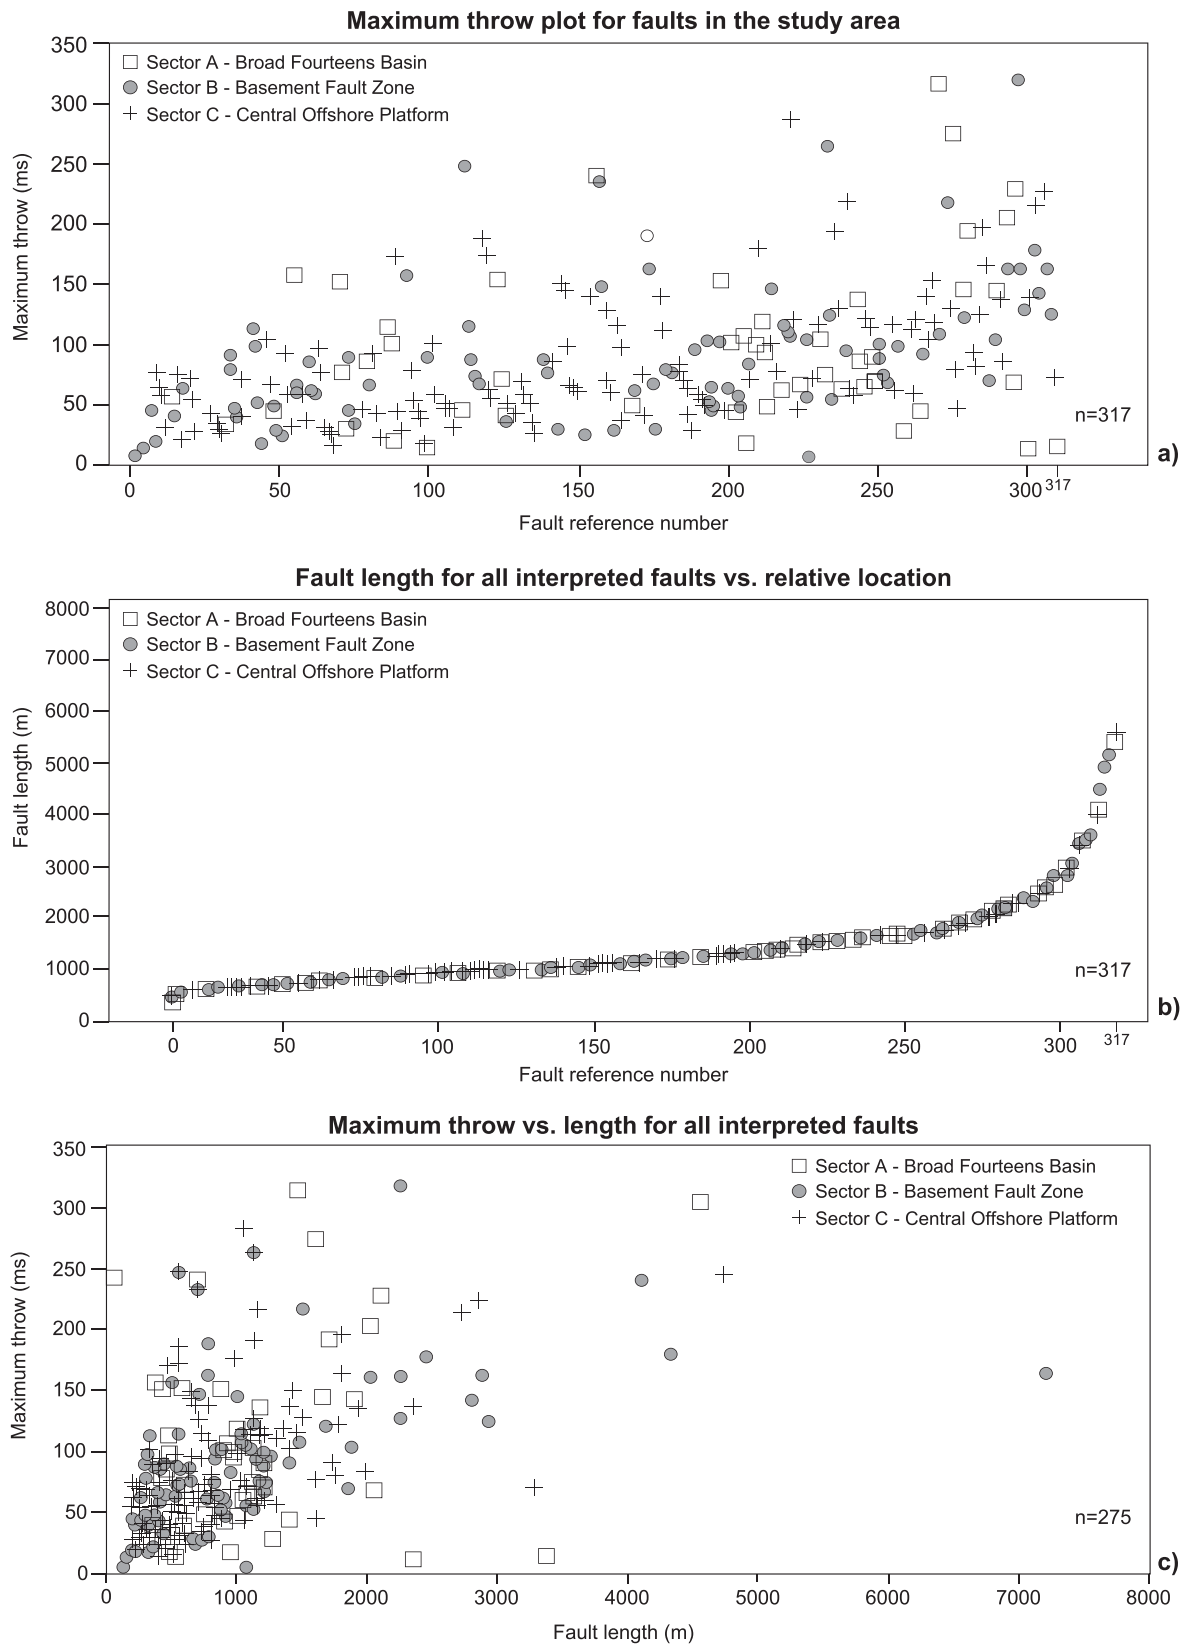 Maximum throw plot for faults in the study area
350
300
250
200
150
100
50
0
Maximum throw (ms)
Sector A - Broad Fourteens Basin
Sector B - Basement Fault Zone
Sector C - Central Offshore Platform
n=317
a)
0 50 100 150 200 250 300 317
Fault reference number
Fault length for all interpreted faults vs. relative location
8000
7000
6000
5000
4000
3000
2000
1000
0
Fault length (m)
Sector A - Broad Fourteens Basin
Sector B - Basement Fault Zone
Sector C - Central Offshore Platform
n=317
b)
0 50 100 150 200 250 300 317
Fault reference number
Maximum throw vs. length for all interpreted faults
350
300
250
200
150
100
50
0
Maximum throw (ms)
Sector A - Broad Fourteens Basin
Sector B - Basement Fault Zone
Sector C - Central Offshore Platform
n=275
c)
0 1000 2000 3000 4000 5000 6000 7000 8000
Fault length (m)